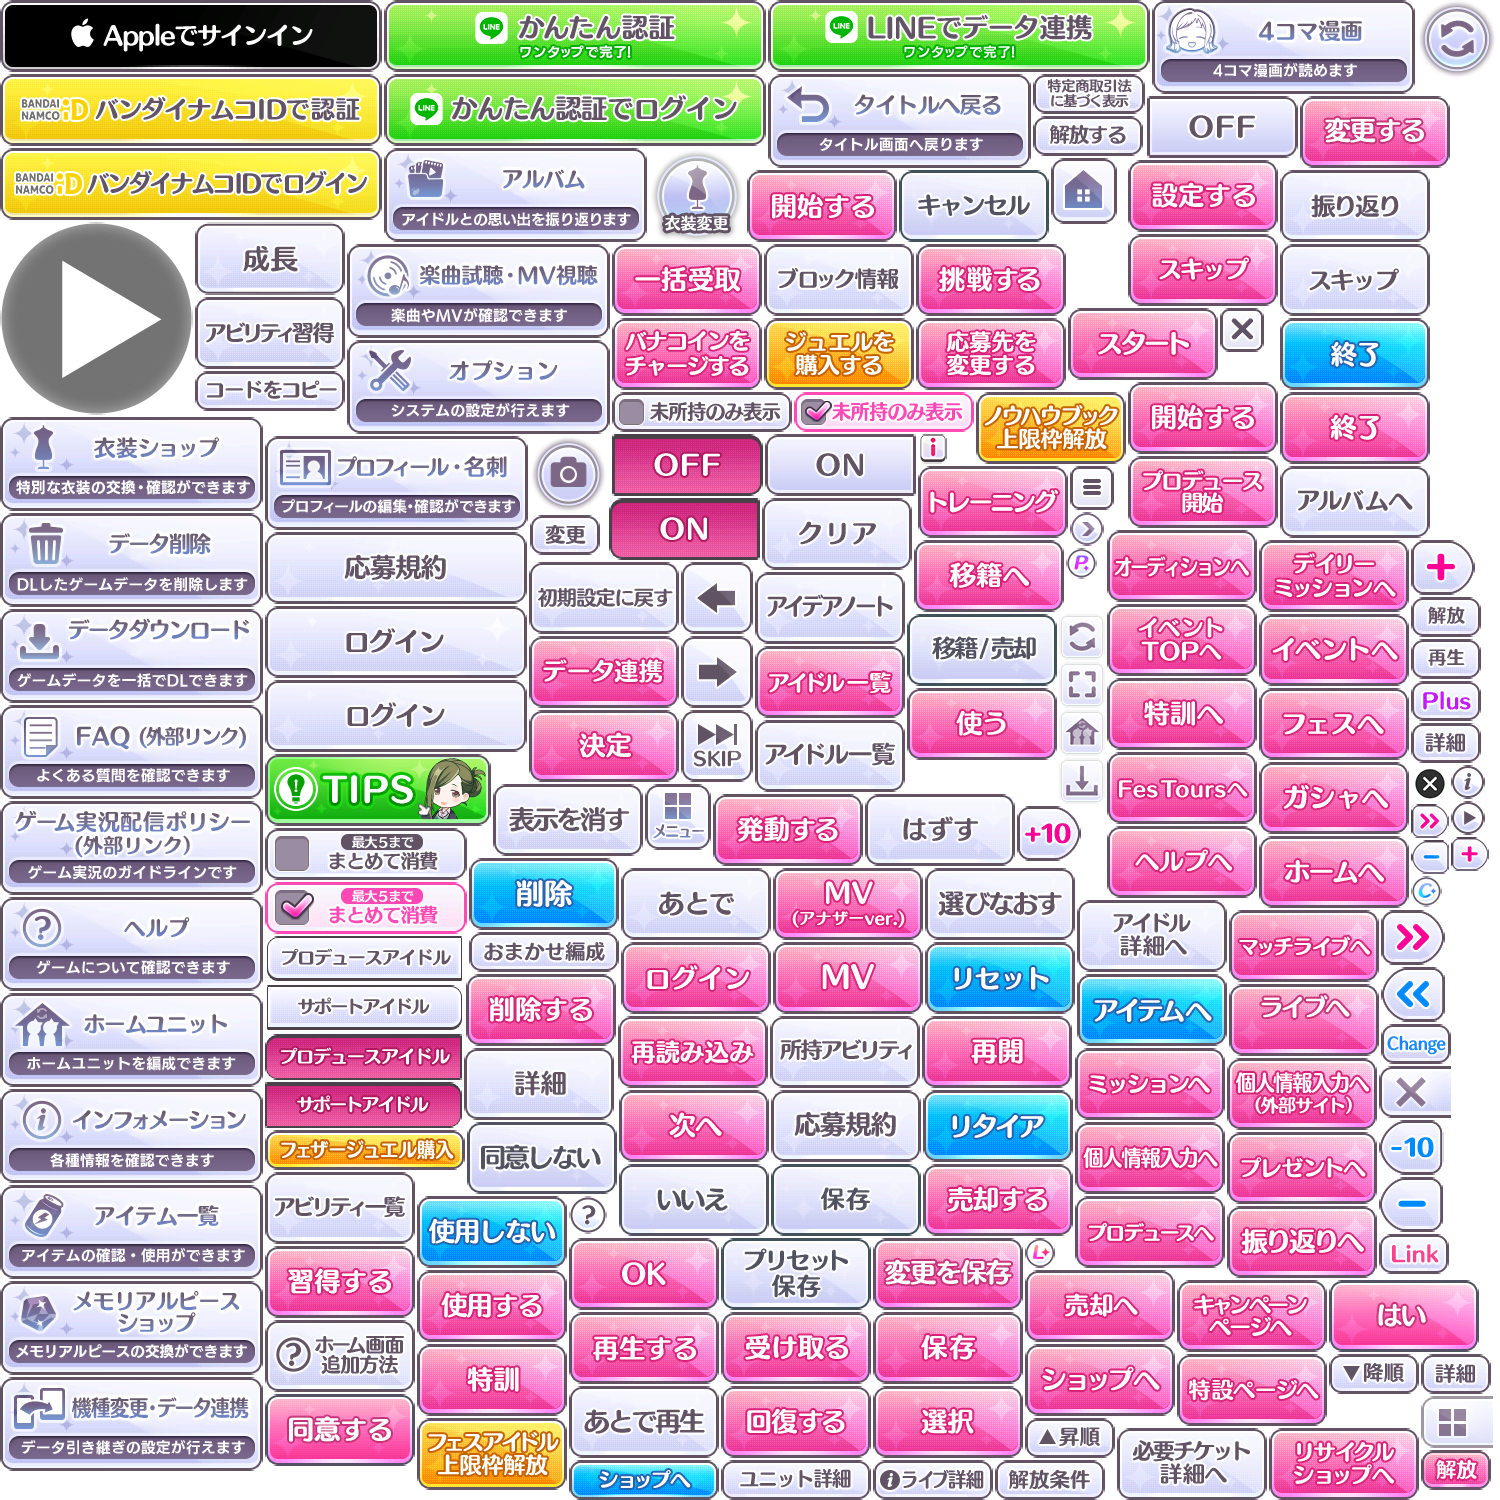 Appleでサインイン
LINE かんたん認証
ワンタップで完了!
LINE LINEでデータ連携
ワンタップで完了!
4コマ漫画
4コマ漫画が読めます
BANDAI NAMCO iD バンダイナムコIDで認証
LINE かんたん認証でログイン
タイトルへ戻る
タイトル画面へ戻ります
特定商取引法
に基づく表示
解放する
OFF
変更する
BANDAI NAMCO iD バンダイナムコIDでログイン
アルバム
アイドルとの思い出を振り返ります
衣装変更
開始する
キャンセル
設定する
振り返り
成長
楽曲試聴・MV視聴
楽曲やMVが確認できます
一括受取
ブロック情報
挑戦する
スキップ
スキップ
アビリティ習得
コードをコピー
オプション
システムの設定が行えます
バナコインを
チャージする
ジュエルを
購入する
応募先を
変更する
スタート
終了
未所持のみ表示
未所持のみ表示
ノウハウブック
上限枠解放
開始する
終了
衣装ショップ
特別な衣装の交換・確認ができます
プロフィール・名刺
プロフィールの編集・確認ができます
OFF
ON
i
トレーニング
プロデュース
開始
アルバムへ
変更
ON
クリア
データ削除
DLしたゲームデータを削除します
応募規約
初期設定に戻す
アイデアノート
移籍へ
P
オーディションへ
デイリー
ミッションへ
+
解放
データダウンロード
ゲームデータを一括でDLできます
ログイン
データ連携
アイドル一覧
移籍/売却
イベント
TOPへ
イベントへ
再生
FAQ (外部リンク)
よくある質問を確認できます
ログイン
決定
SKIP
アイドル一覧
使う
特訓へ
フェスへ
Plus
詳細
TIPS
表示を消す
メニュー
発動する
はずす
+10
Fes Toursへ
ガシャへ
i
ゲーム実況配信ポリシー
(外部リンク)
ゲーム実況のガイドラインです
最大5まで
まとめて消費
最大5まで
まとめて消費
削除
あとで
MV
(アナザーver.)
選びなおす
ヘルプへ
ホームへ
−
+
C
ヘルプ
ゲームについて確認できます
プロデュースアイドル
おまかせ編成
ログイン
MV
リセット
アイドル
詳細へ
マッチライブへ
サポートアイドル
削除する
アイテムへ
ライブへ
ホームユニット
ホームユニットを編成できます
プロデュースアイドル
詳細
再読み込み
所持アビリティ
再開
ミッションへ
個人情報入力へ
(外部サイト)
Change
サポートアイドル
インフォメーション
各種情報を確認できます
フェザージュエル購入
同意しない
次へ
応募規約
リタイア
個人情報入力へ
プレゼントへ
-10
アイテム一覧
アイテムの確認・使用ができます
アビリティ一覧
使用しない
?
いいえ
保存
売却する
プロデュースへ
振り返りへ
−
Link
習得する
使用する
OK
プリセット
保存
変更を保存
L
売却へ
キャンペーン
ページへ
はい
メモリアルピース
ショップ
メモリアルピースの交換ができます
? ホーム画面
追加方法
特訓
再生する
受け取る
保存
ショップへ
特設ページへ
▼降順
詳細
機種変更・データ連携
データ引き継ぎの設定が行えます
同意する
フェスアイドル
上限枠解放
あとで再生
回復する
選択
▲昇順
必要チケット
詳細へ
リサイクル
ショップへ
解放
ショップへ
ユニット詳細
iライブ詳細
解放条件